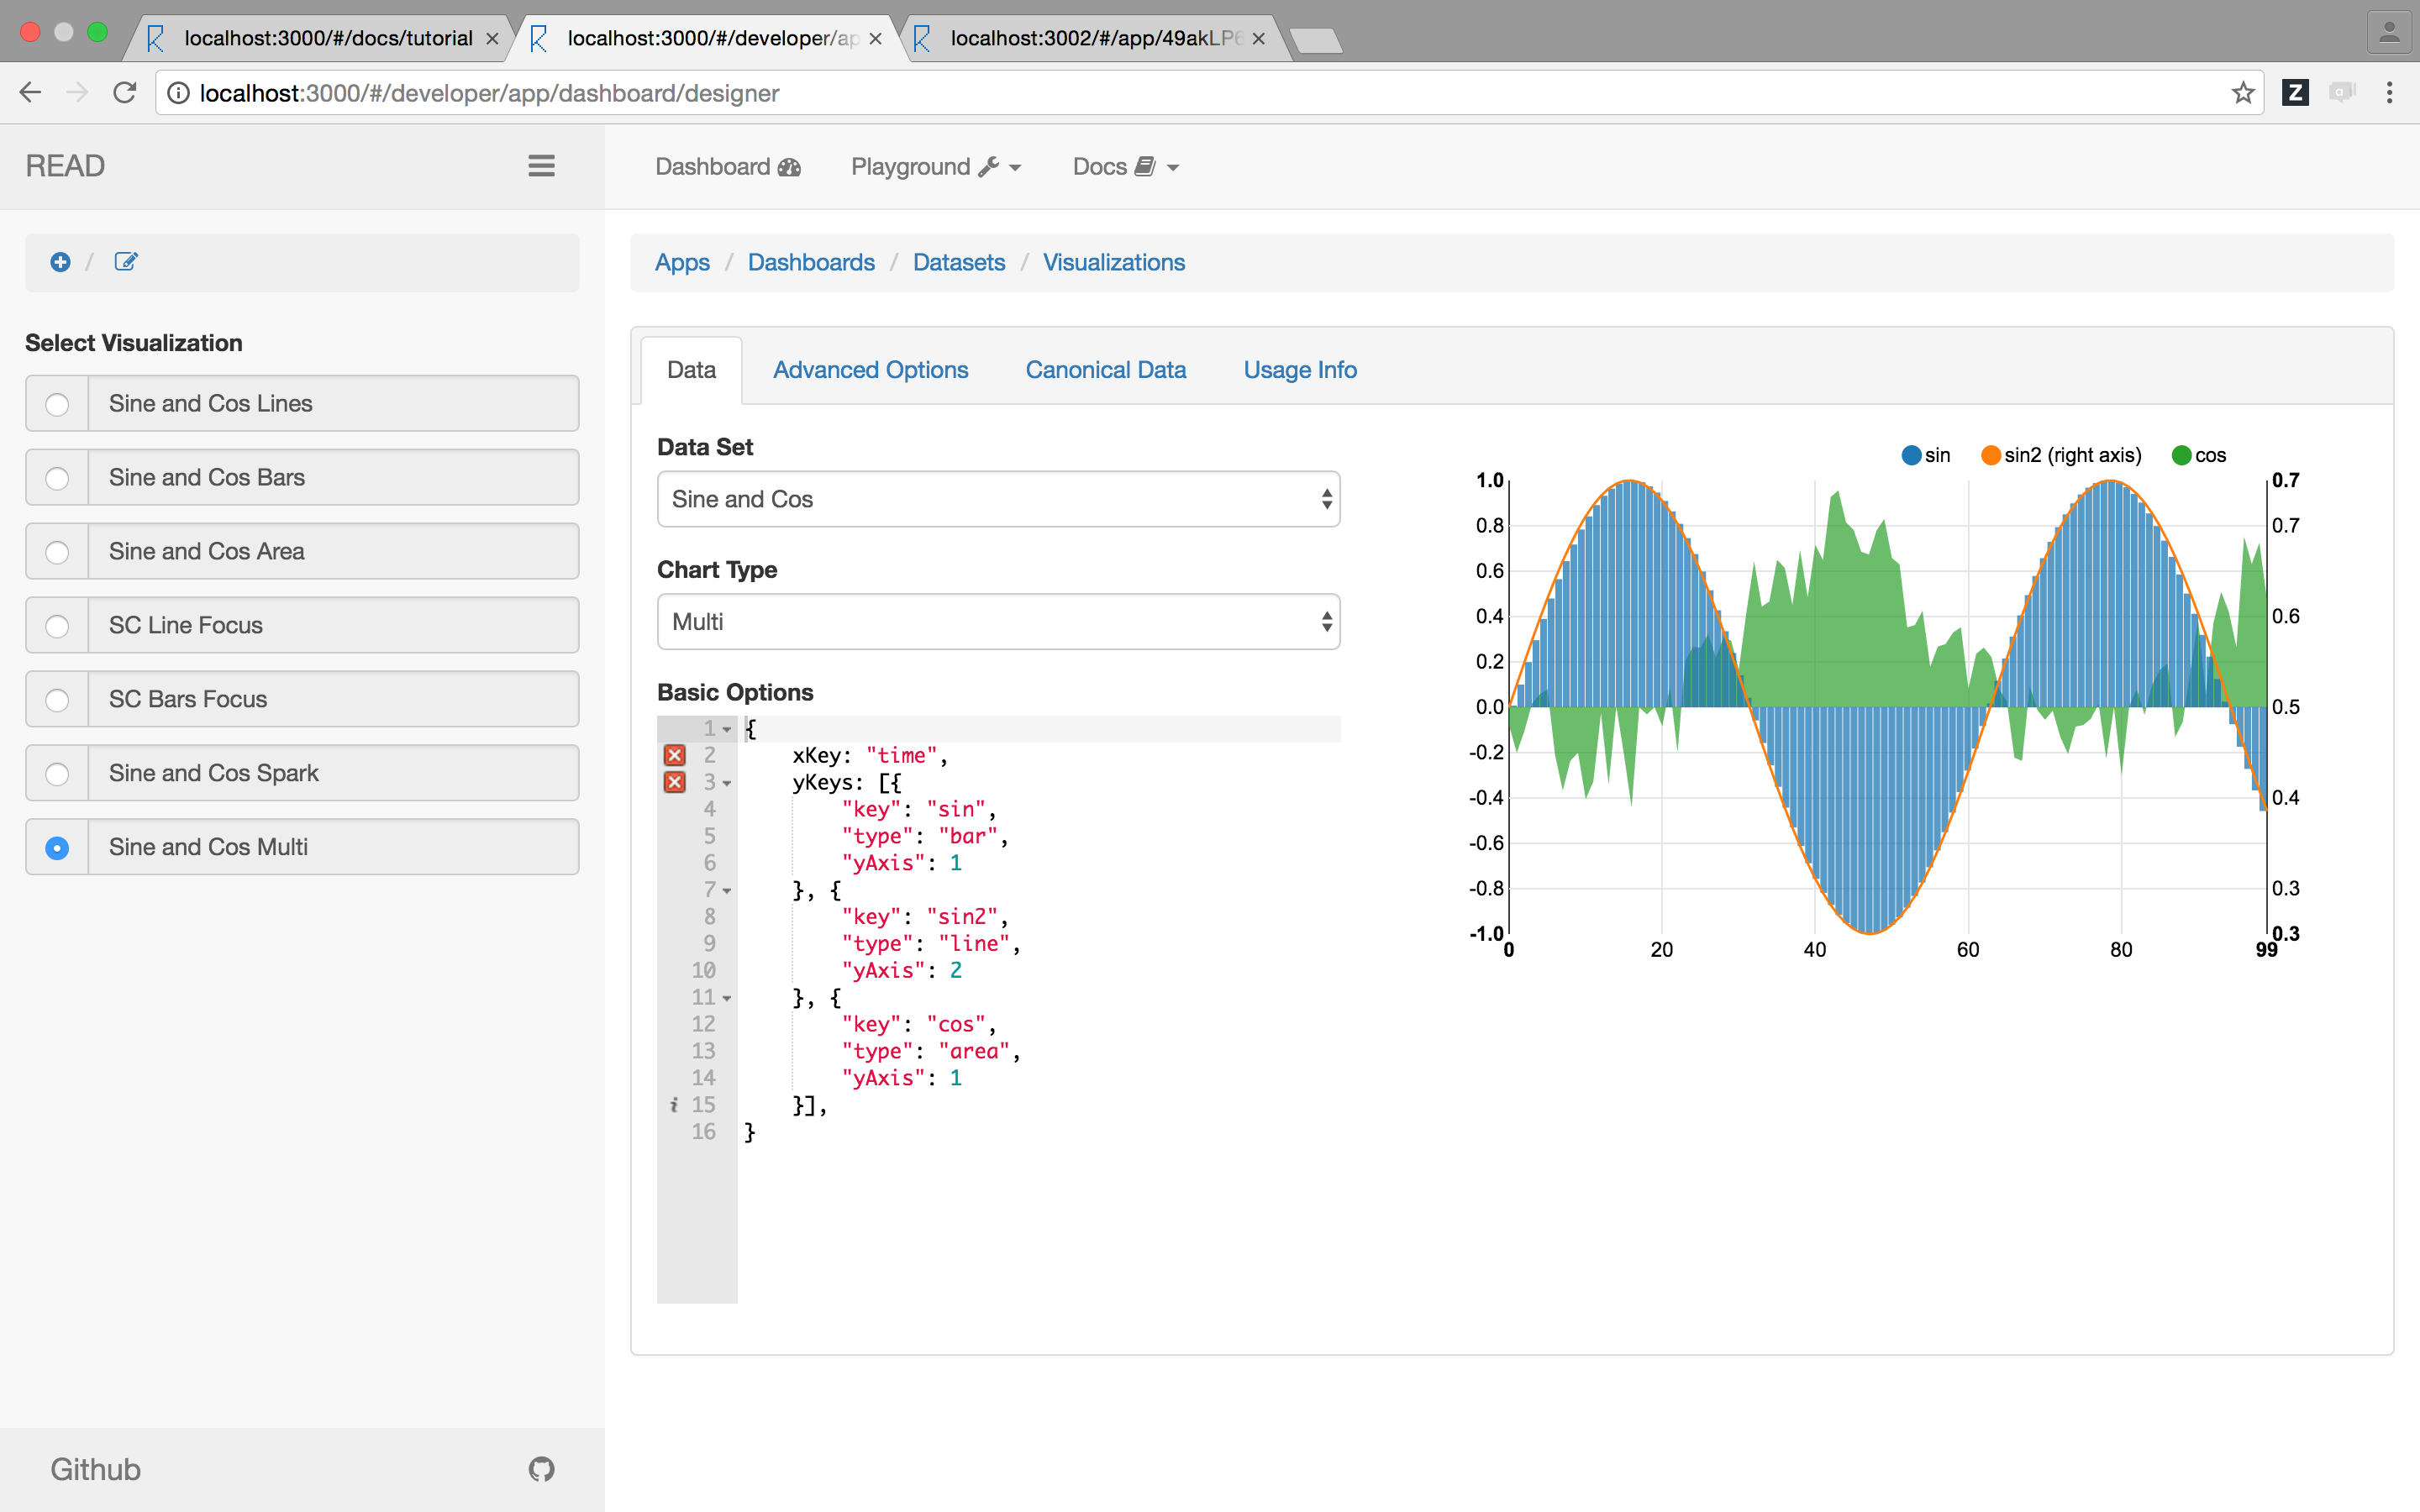 localhost:3000/#/docs/tutorial
localhost:3000/#/developer/ap
localhost:3002/#/app/49akLP6
localhost:3000/#/developer/app/dashboard/designer
Z
a
READ
Dashboard
Playground
Docs
Apps / Dashboards / Datasets / Visualizations
Select Visualization
Sine and Cos Lines
Sine and Cos Bars
Sine and Cos Area
SC Line Focus
SC Bars Focus
Sine and Cos Spark
Sine and Cos Multi
Github
Data
Advanced Options
Canonical Data
Usage Info
Data Set
Sine and Cos
Chart Type
Multi
Basic Options
1 {
2 xKey: "time",
3 yKeys: [{
4 "key": "sin",
5 "type": "bar",
6 "yAxis": 1
7 }, {
8 "key": "sin2",
9 "type": "line",
10 "yAxis": 2
11 }, {
12 "key": "cos",
13 "type": "area",
14 "yAxis": 1
i 15 }],
16 }
sin
sin2 (right axis)
cos
1.0 0.7
0.8 0.7
0.6
0.4 0.6
0.2
0.0 0.5
-0.2
-0.4 0.4
-0.6
-0.8 0.3
-1.0 0.3
0 20 40 60 80 99